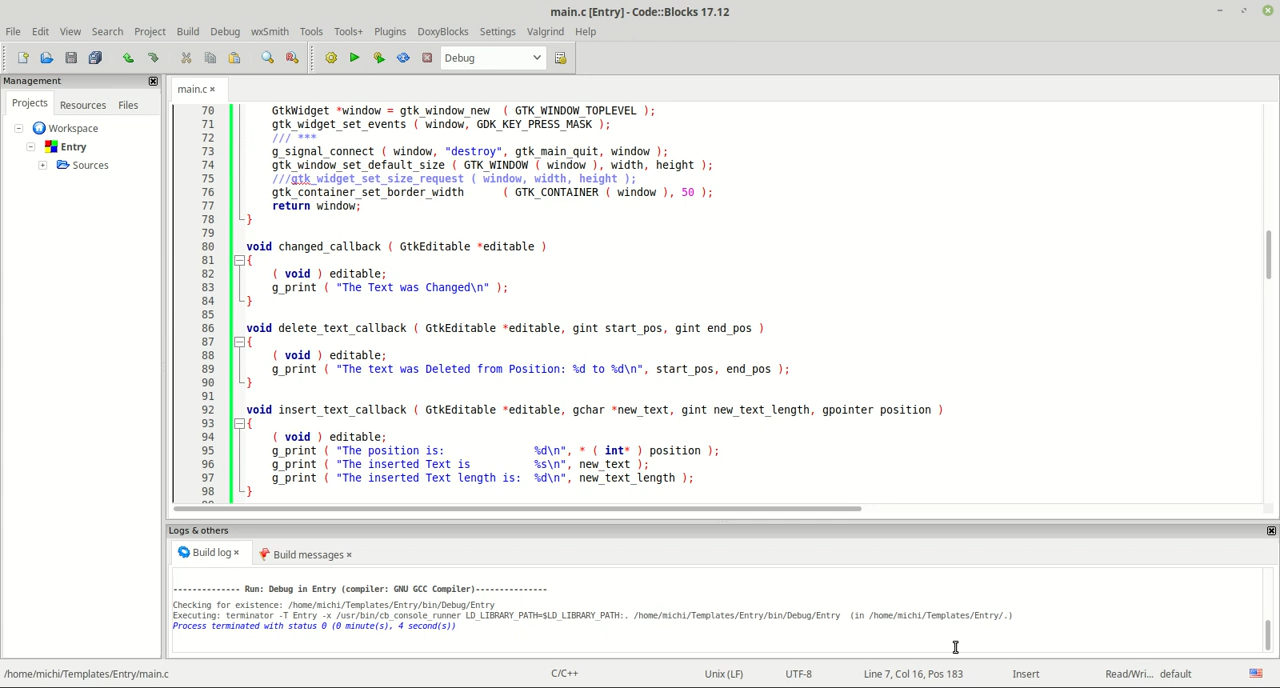 main.c [Entry] - Code::Blocks 17.12
File Edit View Search Project Build Debug wxSmith Tools Tools+ Plugins DoxyBlocks Settings Valgrind Help
Debug
Management
main.c
Projects Resources Files
Workspace
Entry
Sources
70 GtkWidget *window = gtk_window_new ( GTK_WINDOW_TOPLEVEL );
71 gtk_widget_set_events ( window, GDK_KEY_PRESS_MASK );
72 /// ***
73 g_signal_connect ( window, "destroy", gtk_main_quit, window );
74 gtk_window_set_default_size ( GTK_WINDOW ( window ), width, height );
75 ///gtk_widget_set_size_request ( window, width, height );
76 gtk_container_set_border_width ( GTK_CONTAINER ( window ), 50 );
77 return window;
78 }
79
80 void changed_callback ( GtkEditable *editable )
81 {
82 ( void ) editable;
83 g_print ( "The Text was Changed\n" );
84 }
85
86 void delete_text_callback ( GtkEditable *editable, gint start_pos, gint end_pos )
87 {
88 ( void ) editable;
89 g_print ( "The text was Deleted from Position: %d to %d\n", start_pos, end_pos );
90 }
91
92 void insert_text_callback ( GtkEditable *editable, gchar *new_text, gint new_text_length, gpointer position )
93 {
94 ( void ) editable;
95 g_print ( "The position is: %d\n", * ( int* ) position );
96 g_print ( "The inserted Text is %s\n", new_text );
97 g_print ( "The inserted Text length is: %d\n", new_text_length );
98 }
Logs & others
Build log Build messages
-------------- Run: Debug in Entry (compiler: GNU GCC Compiler)---------------
Checking for existence: /home/michi/Templates/Entry/bin/Debug/Entry
Executing: terminator -T Entry -x /usr/bin/cb_console_runner LD_LIBRARY_PATH=$LD_LIBRARY_PATH:. /home/michi/Templates/Entry/bin/Debug/Entry (in /home/michi/Templates/Entry/.)
Process terminated with status 0 (0 minute(s), 4 second(s))
/home/michi/Templates/Entry/main.c C/C++ Unix (LF) UTF-8 Line 7, Col 16, Pos 183 Insert Read/Wri... default